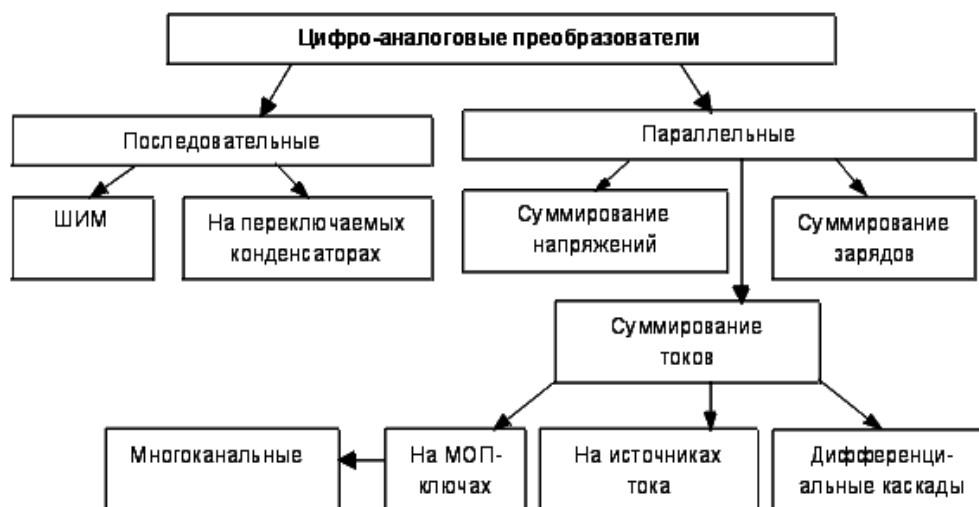 Цифро-аналоговые преобразователи
Последовательные
Параллельные
ШИМ
На переключаемых
конденсаторах
Суммирование
напряжений
Суммирование
зарядов
Суммирование
токов
Многоканальные
На МОП-
ключах
На источниках
тока
Дифференци-
альные каскады